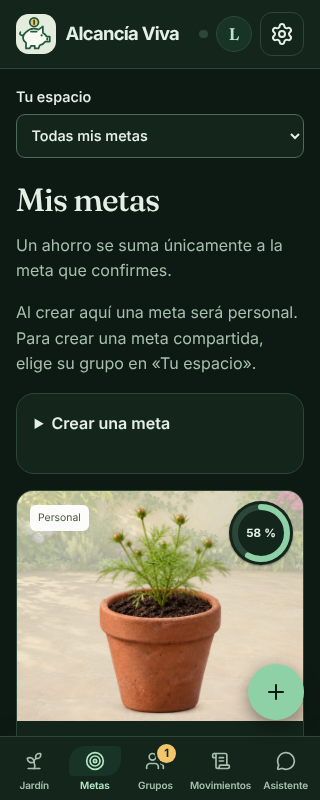 Alcancía Viva
L
Tu espacio
Todas mis metas
Mis metas
Un ahorro se suma únicamente a la
meta que confirmes.
Al crear aquí una meta será personal.
Para crear una meta compartida,
elige su grupo en «Tu espacio».
Crear una meta
Personal
58 %
1
Jardín
Metas
Grupos
Movimientos
Asistente